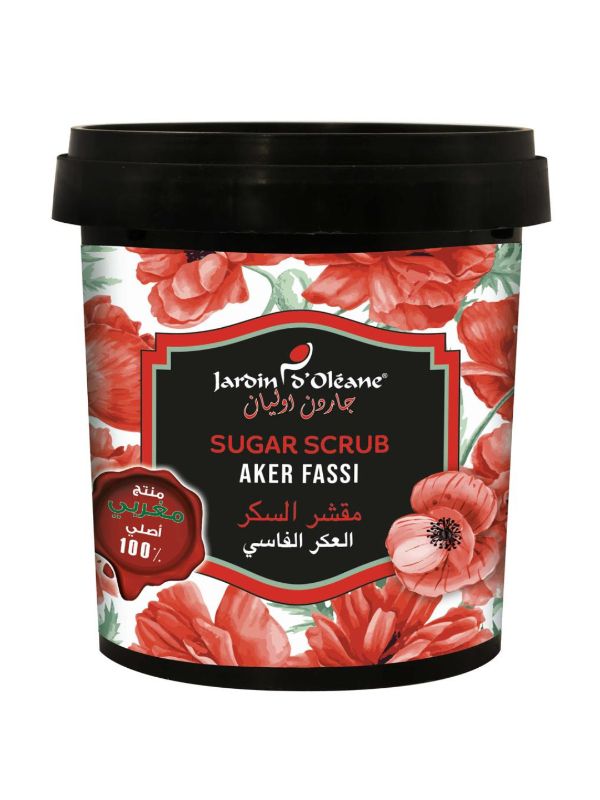 Jardin d'Oléane®
جاردن اوليان
SUGAR SCRUB
AKER FASSI
مقشر السكر
العكر الفاسي
منتج
مغربي
أصلي
100%